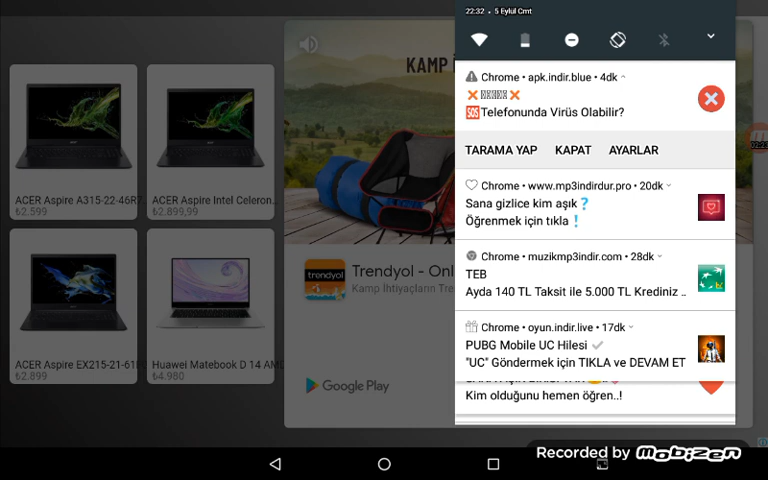 22:32 • 5 Eylül Cmt
KAMP İ
Chrome • apk.indir.blue • 4dk
Telefonunda Virüs Olabilir?
TARAMA YAP KAPAT AYARLAR
Chrome • www.mp3indirdur.pro • 20dk
Sana gizlice kim aşık ❓
Öğrenmek için tıkla ❗
Chrome • muzikmp3indir.com • 28dk
TEB
Ayda 140 TL Taksit ile 5.000 TL Krediniz ..
Chrome • oyun.indir.live • 17dk
PUBG Mobile UC Hilesi
"UC" Göndermek için TIKLA ve DEVAM ET
Kim olduğunu hemen öğren..!
ACER Aspire A315-22-46R7..
₺2.599
ACER Aspire Intel Celeron..
₺2.899,99
ACER Aspire EX215-21-61
₺2.899
Huawei Matebook D 14 AMD
₺4.980
trendyol
Trendyol - Onl
Kamp İhtiyaçların Tre
Google Play
Recorded by Mobizen